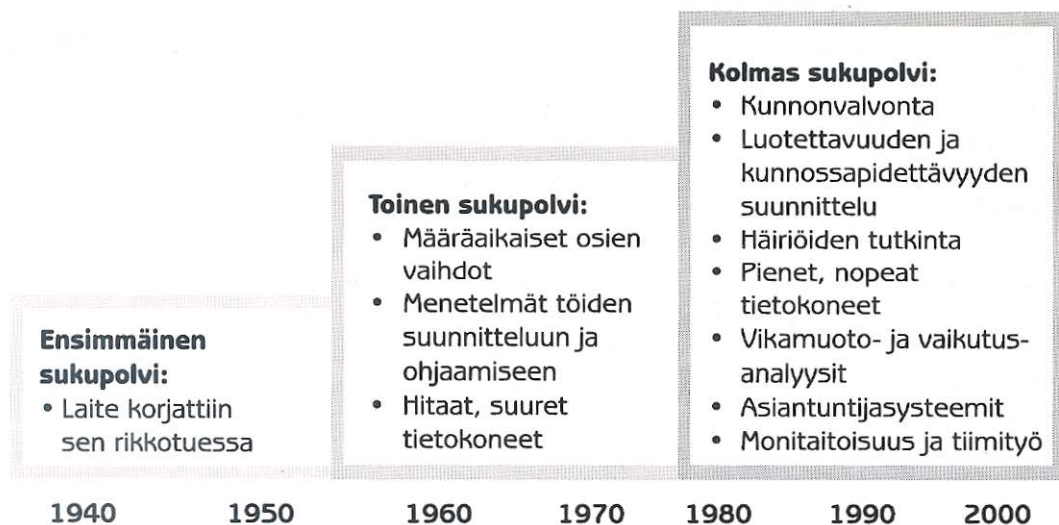 Ensimmäinen
sukupolvi:
• Laite korjattiin
sen rikkotuessa
Toinen sukupolvi:
• Määräaikaiset osien
vaihdot
• Menetelmät töiden
suunnitteluun ja
ohjaamiseen
• Hitaat, suuret
tietokoneet
Kolmas sukupolvi:
• Kunnonvalvonta
• Luotettavuuden ja
kunnossapidettävyyden
suunnittelu
• Häiriöiden tutkinta
• Pienet, nopeat
tietokoneet
• Vikamuoto- ja vaikutus-
analyysit
• Asiantuntijasysteemit
• Monitaitoisuus ja tiimityö
1940 1950 1960 1970 1980 1990 2000